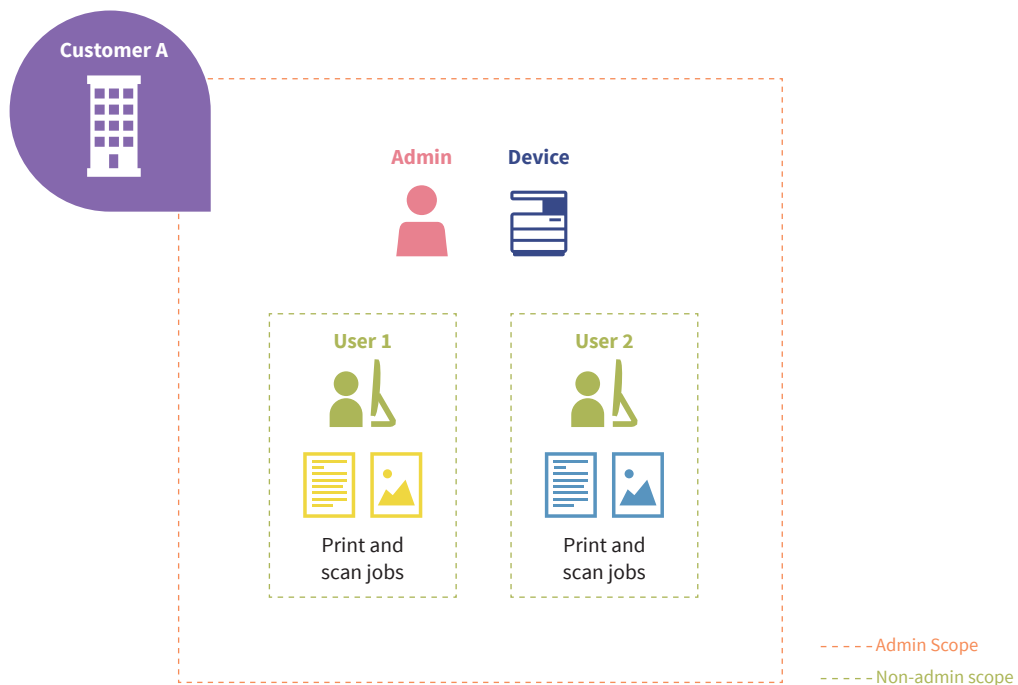 Customer A
Admin
Device
User 1
User 2
Print and
scan jobs
Print and
scan jobs
Admin Scope
Non-admin scope